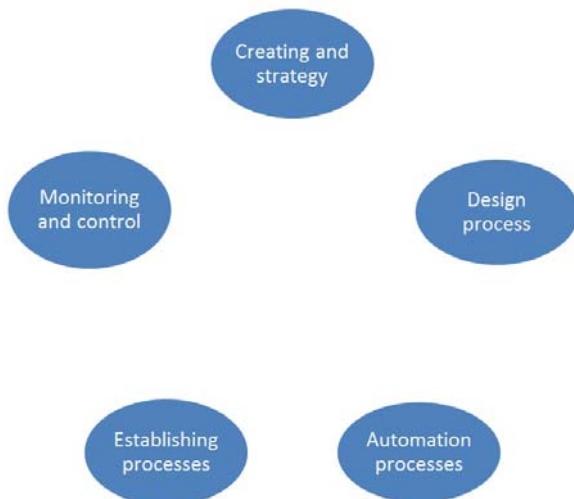 Creating and
strategy
Design
process
Automation
processes
Establishing
processes
Monitoring
and control